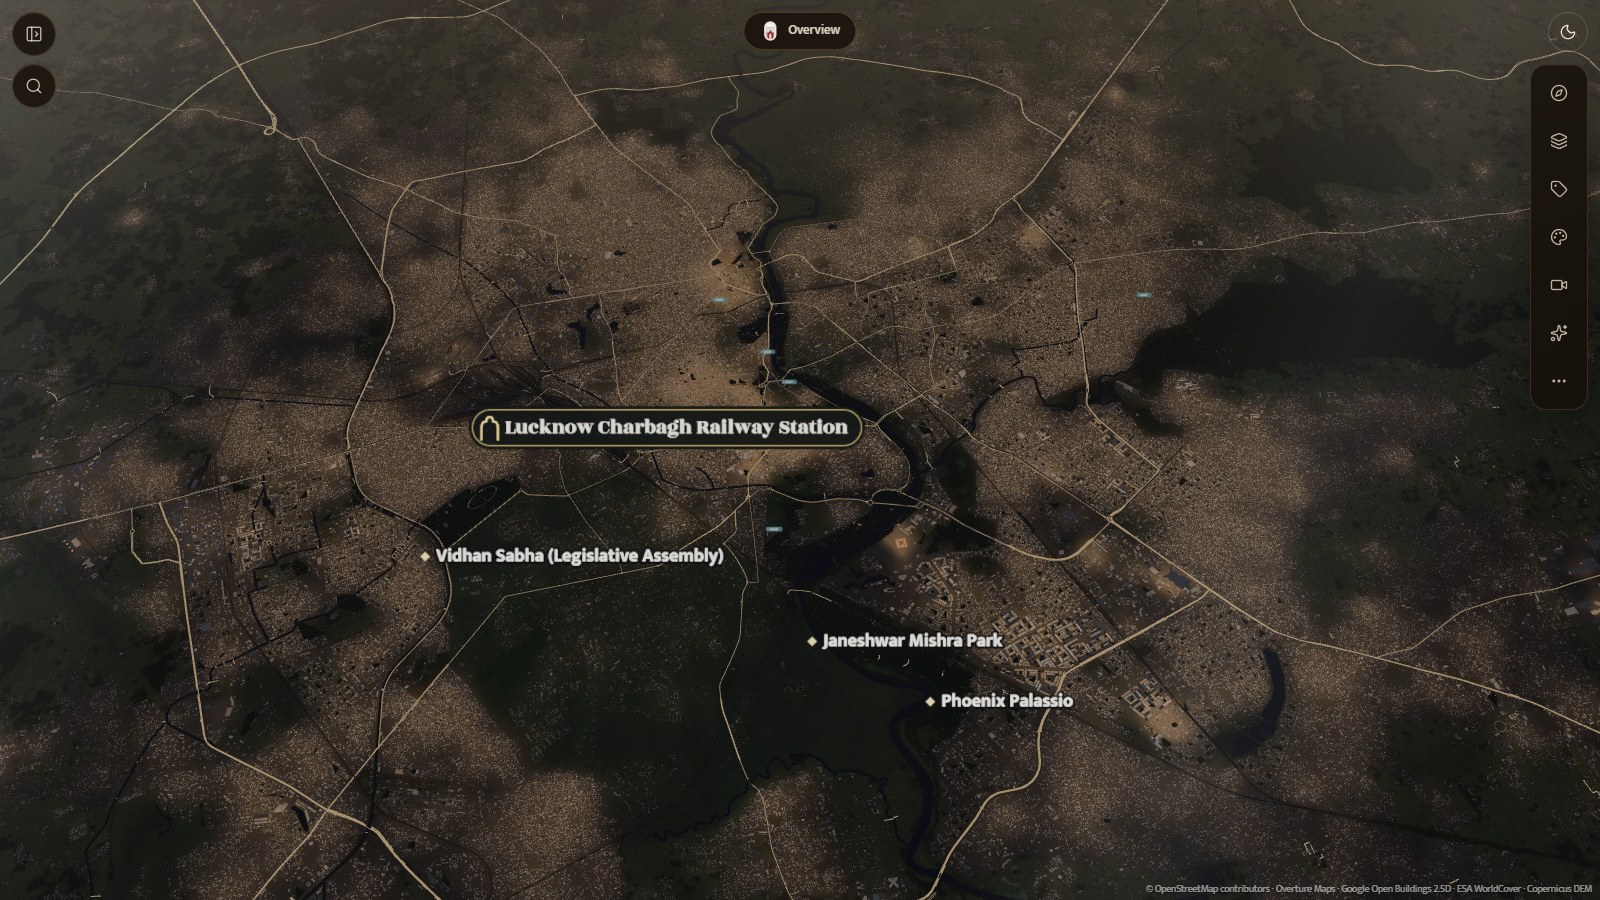 Overview
Lucknow Charbagh Railway Station
Vidhan Sabha (Legislative Assembly)
Janeshwar Mishra Park
Phoenix Palassio
© OpenStreetMap contributors · Overture Maps · Google Open Buildings 2.5D · ESA WorldCover · Copernicus DEM